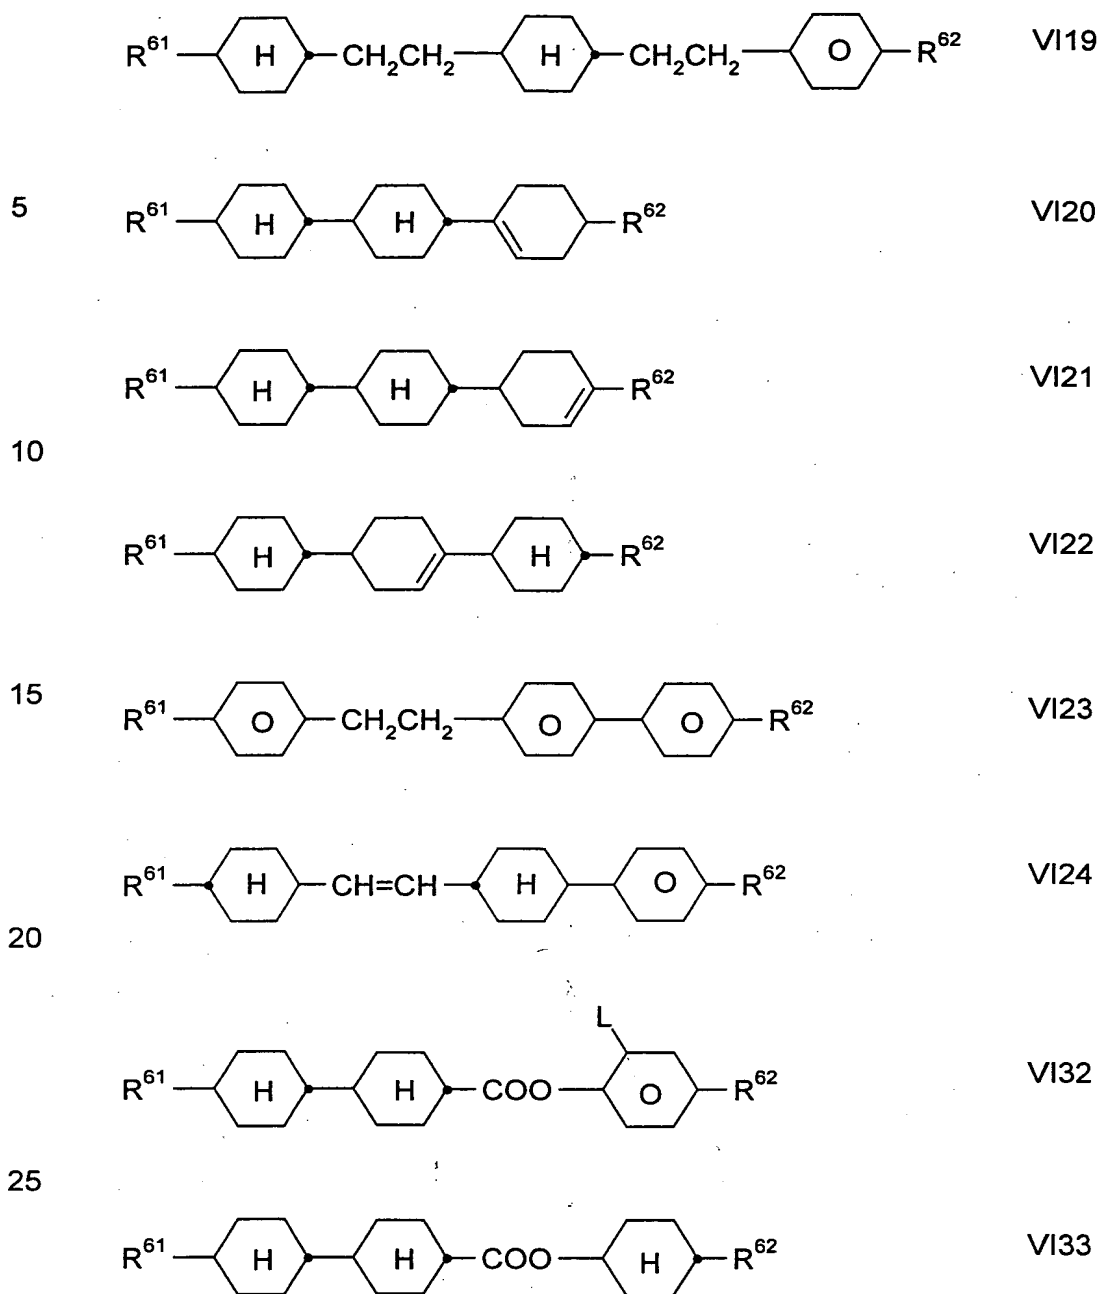 R⁶¹ H CH₂CH₂ H CH₂CH₂ O R⁶² VI19
5 R⁶¹ H H R⁶² VI20
R⁶¹ H H R⁶² VI21
10
R⁶¹ H H R⁶² VI22
15 R⁶¹ O CH₂CH₂ O O R⁶² VI23
R⁶¹ H CH=CH H O R⁶² VI24
20
L
R⁶¹ H H COO O R⁶² VI32
25
R⁶¹ H H COO H R⁶² VI33